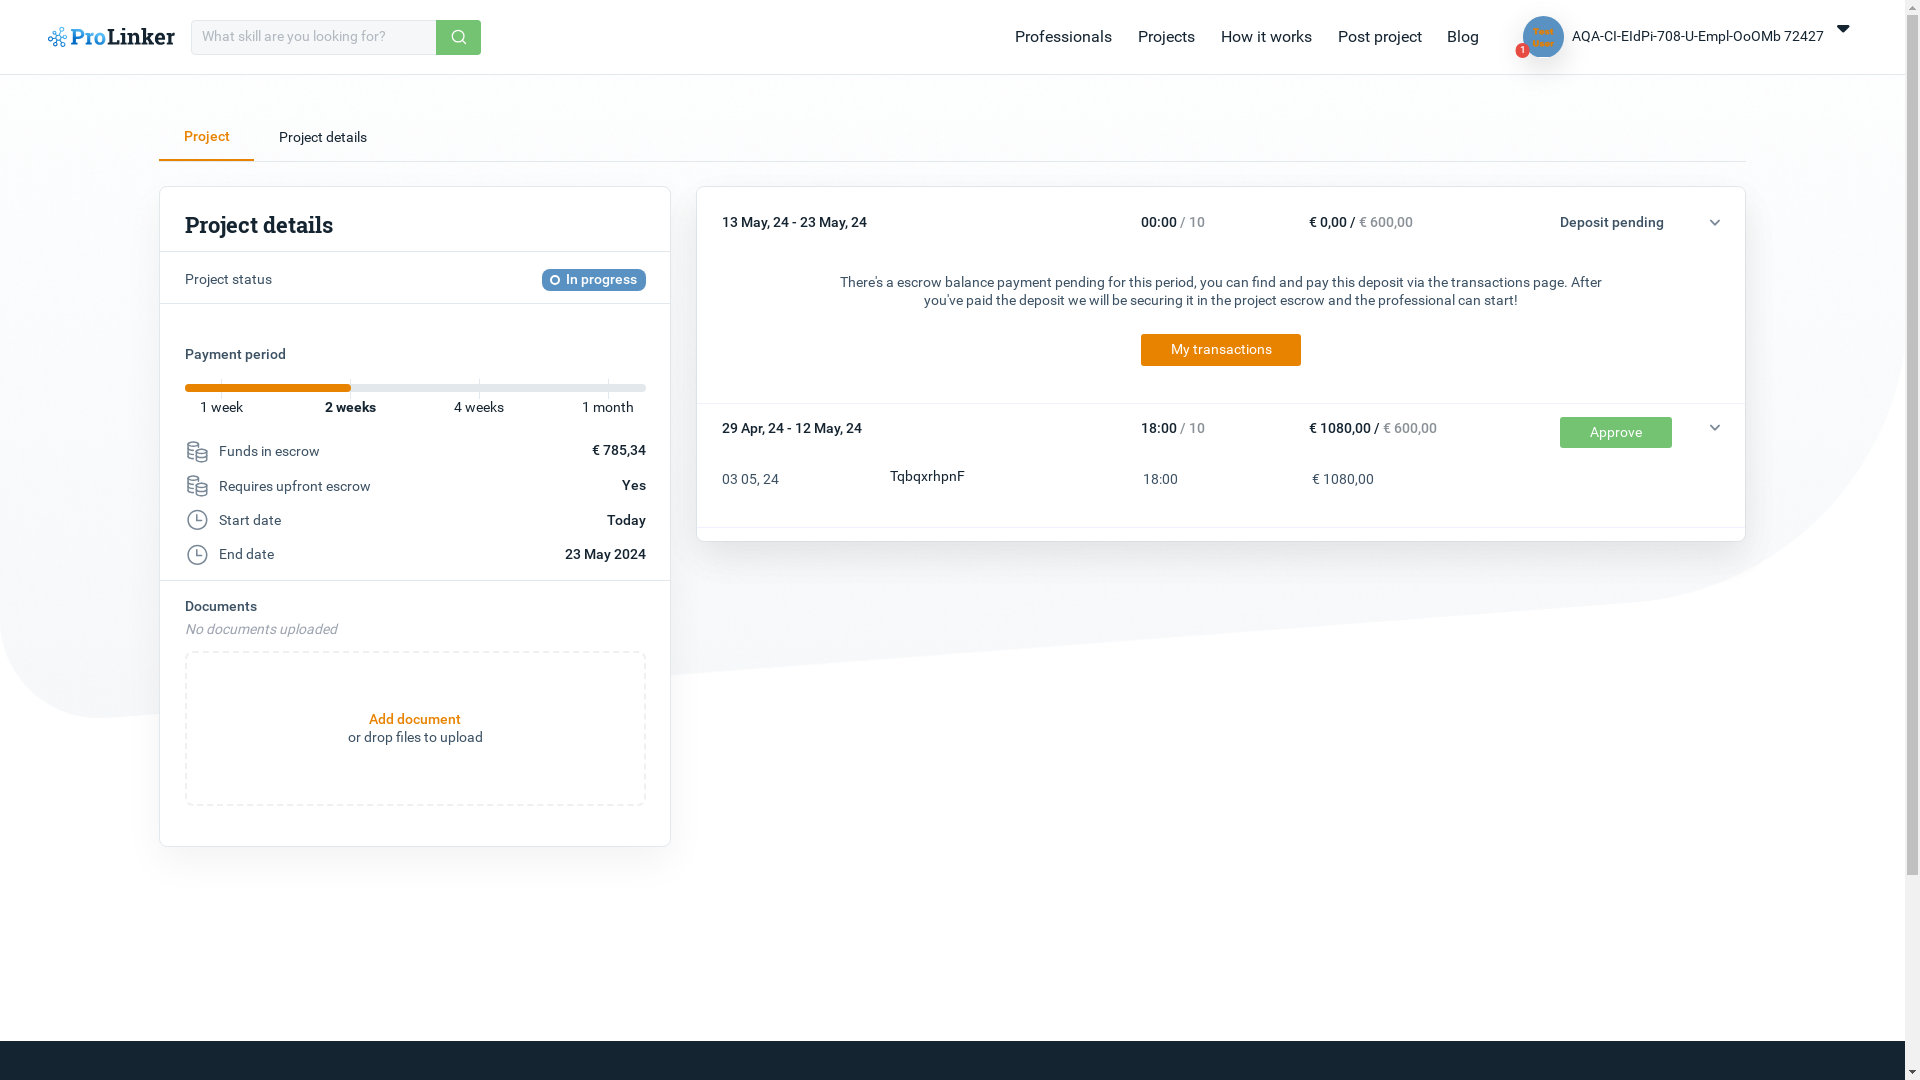 ProLinker
What skill are you looking for?
Professionals
Projects
How it works
Post project
Blog
Test
User
1
AQA-CI-EIdPi-708-U-Empl-OoOMb 72427
Project
Project details
Project details
Project status
In progress
Payment period
1 week
2 weeks
4 weeks
1 month
Funds in escrow
€ 785,34
Requires upfront escrow
Yes
Start date
Today
End date
23 May 2024
Documents
No documents uploaded
Add document
or drop files to upload
13 May, 24 - 23 May, 24
00:00 / 10
€ 0,00 / € 600,00
Deposit pending
There's a escrow balance payment pending for this period, you can find and pay this deposit via the transactions page. After
you've paid the deposit we will be securing it in the project escrow and the professional can start!
My transactions
29 Apr, 24 - 12 May, 24
18:00 / 10
€ 1080,00 / € 600,00
Approve
03 05, 24
TqbqxrhpnF
18:00
€ 1080,00